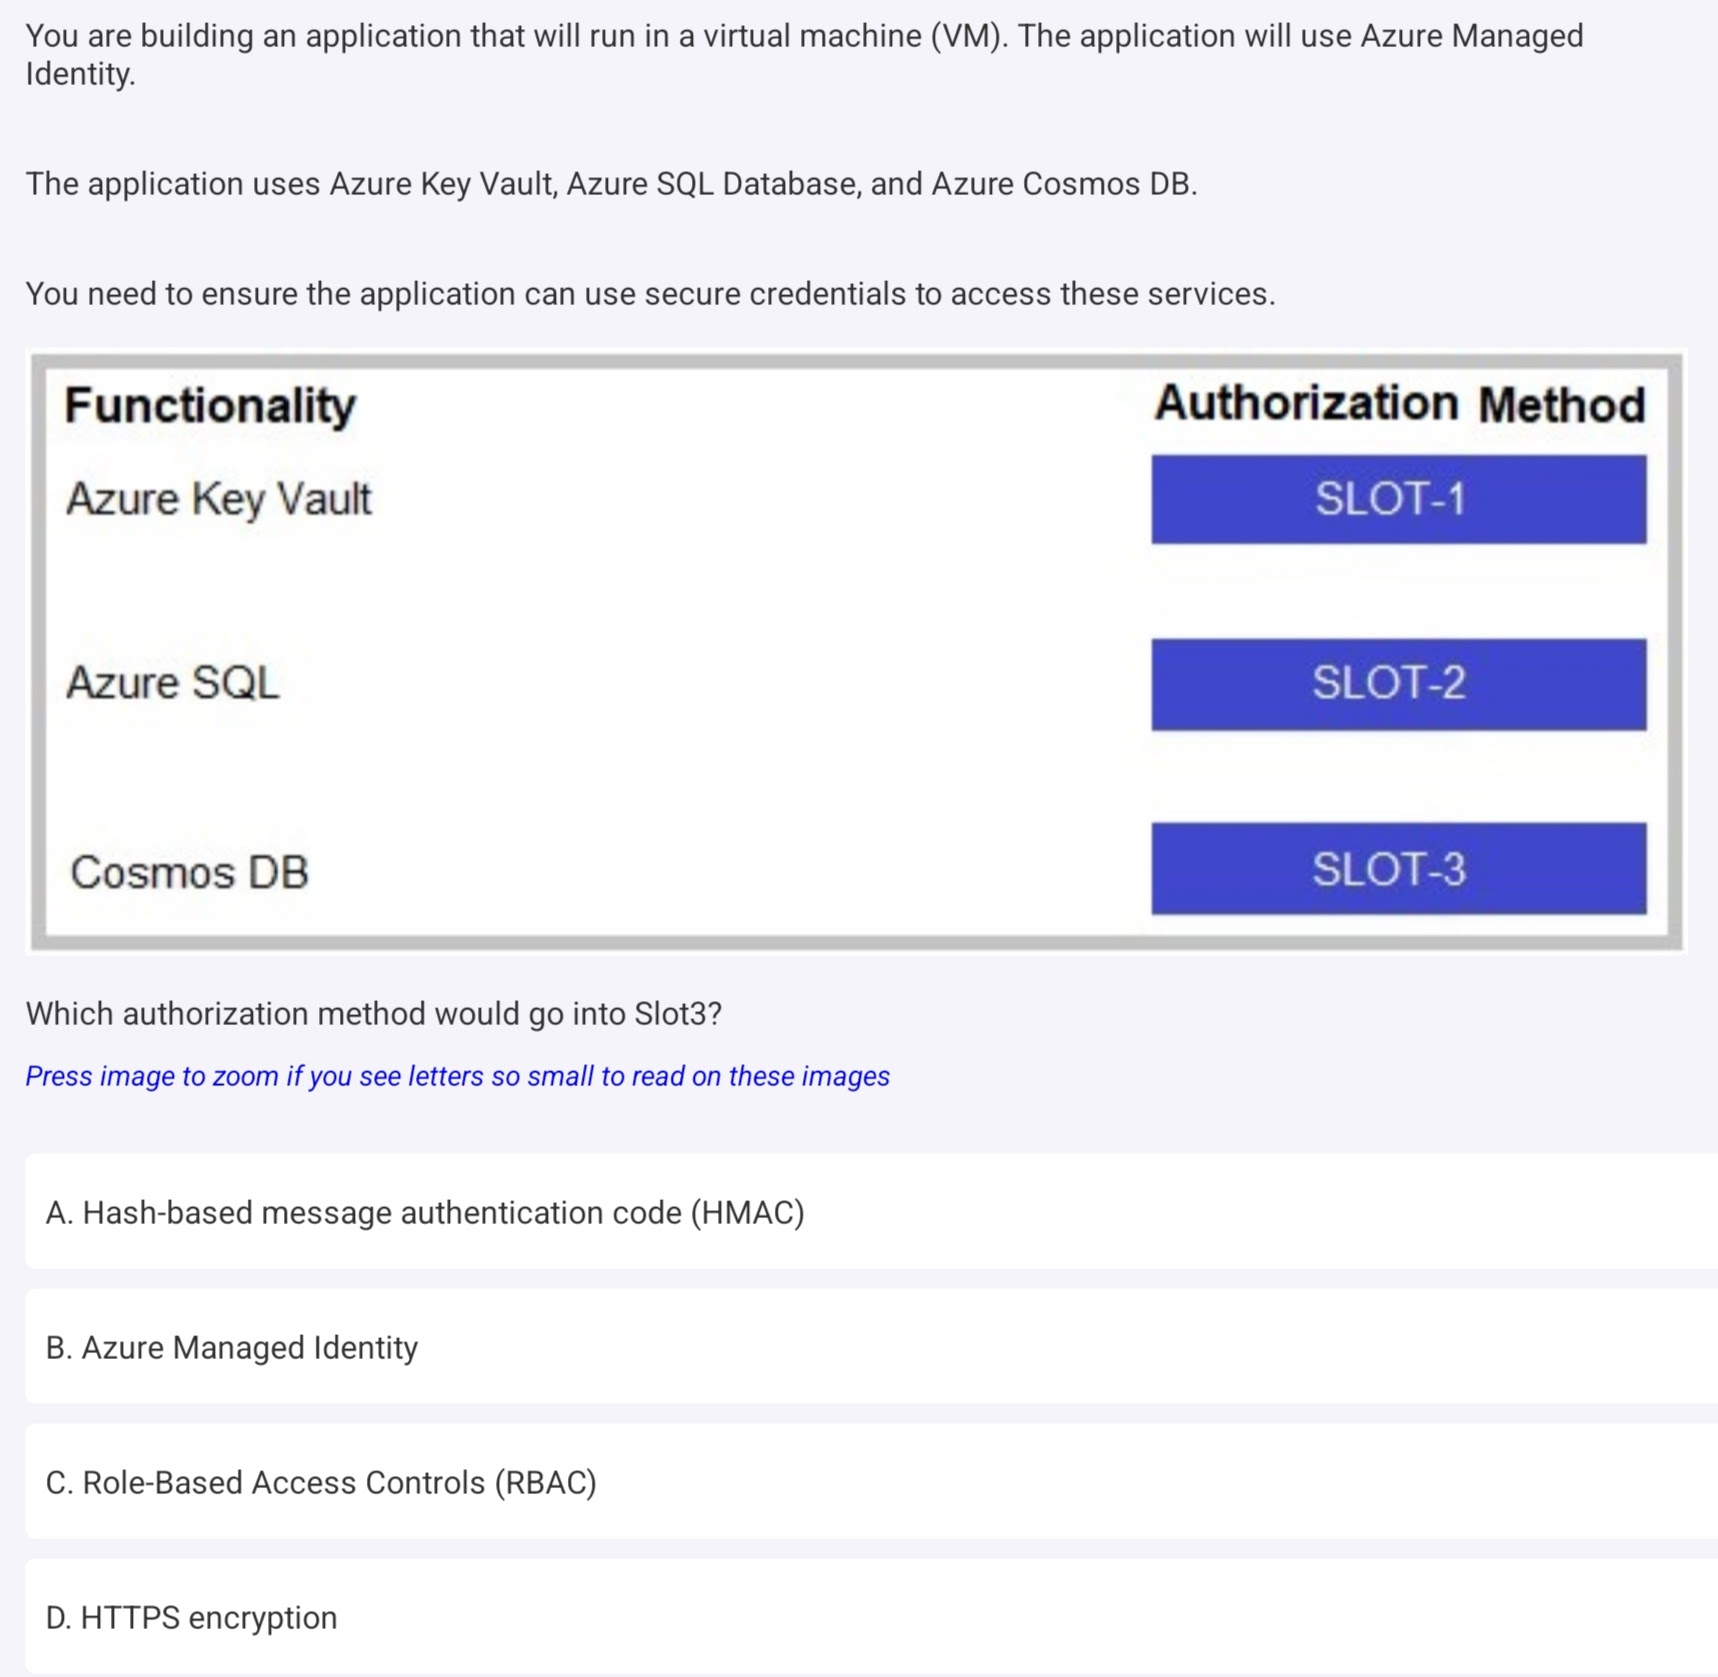 You are building an application that will run in a virtual machine (VM). The application will use Azure Managed
Identity.
The application uses Azure Key Vault, Azure SQL Database, and Azure Cosmos DB.
You need to ensure the application can use secure credentials to access these services.
Functionality Authorization Method
Azure Key Vault SLOT-1
Azure SQL SLOT-2
Cosmos DB SLOT-3
Which authorization method would go into Slot3?
Press image to zoom if you see letters so small to read on these images
A. Hash-based message authentication code (HMAC)
B. Azure Managed Identity
C. Role-Based Access Controls (RBAC)
D. HTTPS encryption